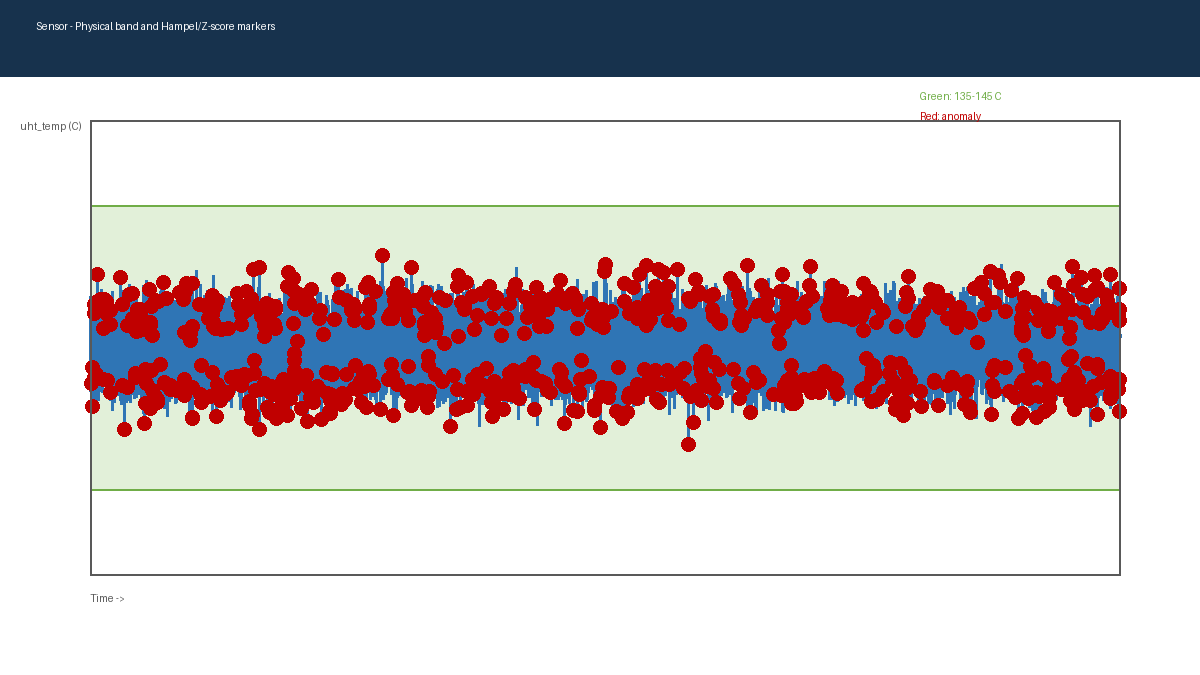 Sensor - Physical band and Hampel/Z-score markers
Green: 135-145 C
Red: anomaly
uht_temp (C)
Time ->